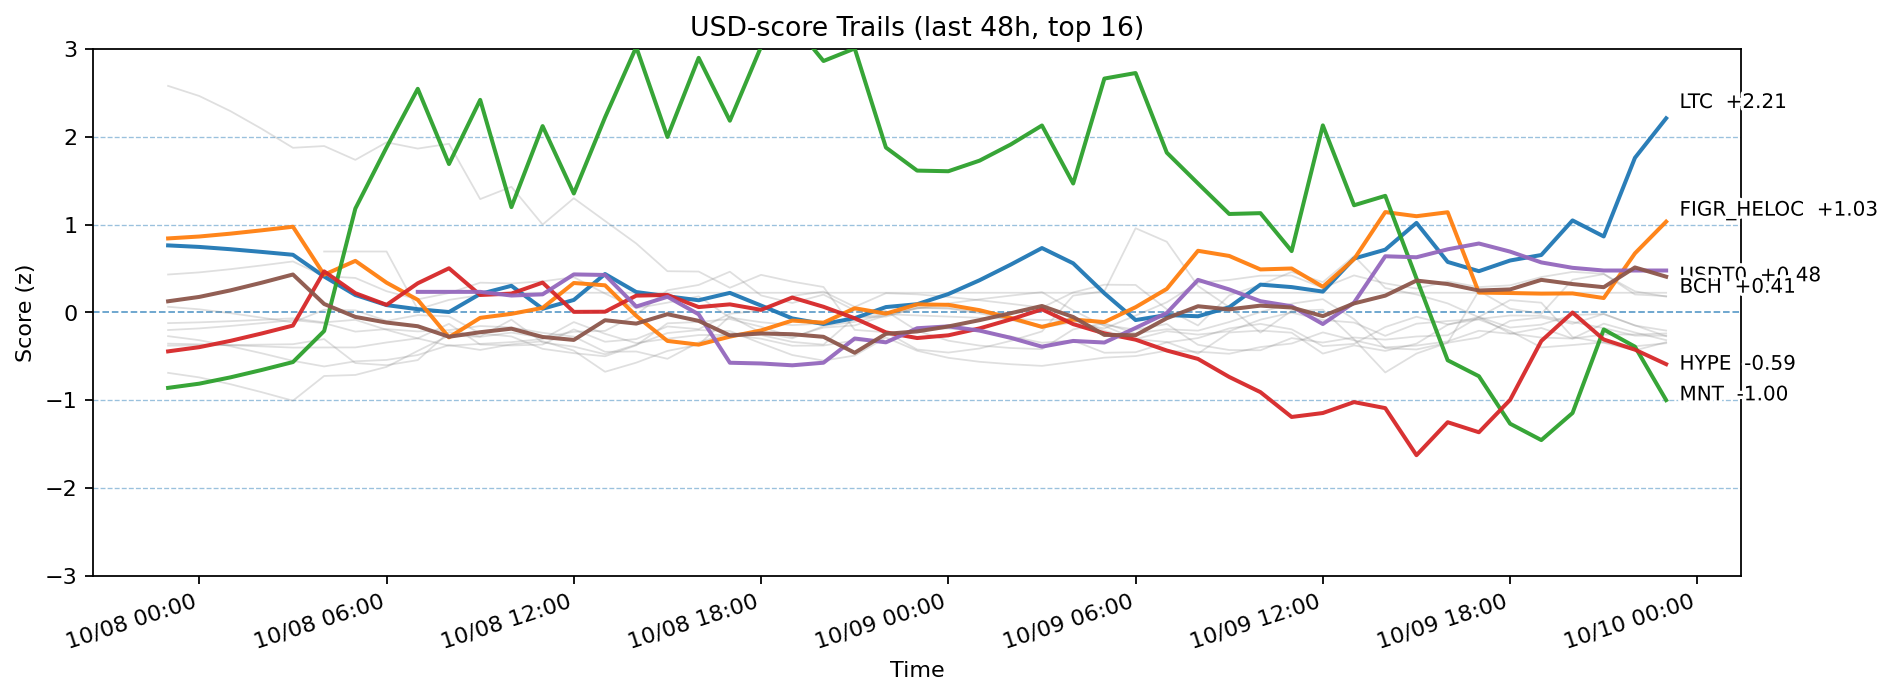 USD-score Trails (last 48h, top 16)
Score (z)
3
2
1
0
−1
−2
−3
LTC +2.21
FIGR_HELOC +1.03
USDT0 +0.48
BCH +0.41
HYPE -0.59
MNT -1.00
10/08 00:00
10/08 06:00
10/08 12:00
10/08 18:00
10/09 00:00
10/09 06:00
10/09 12:00
10/09 18:00
10/10 00:00
Time